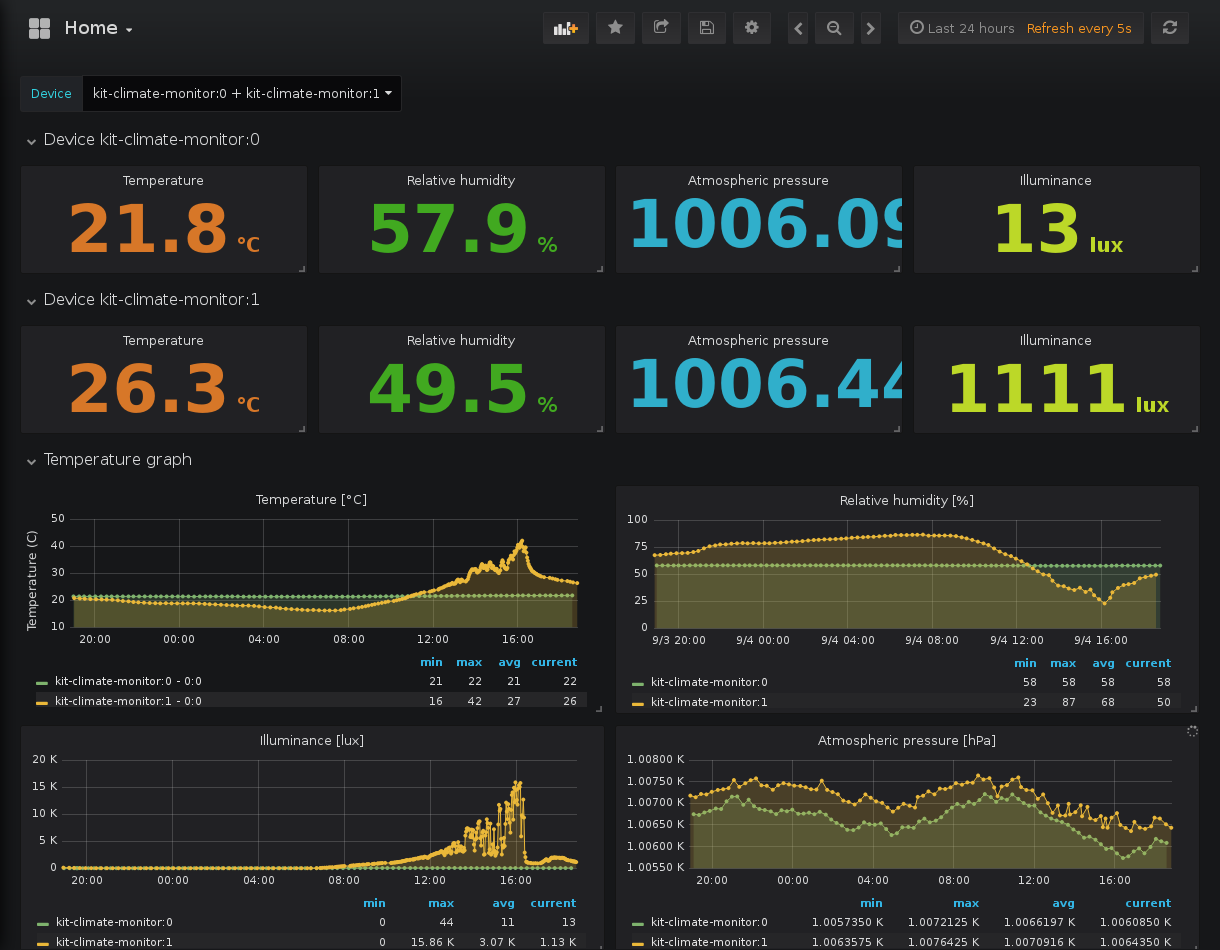 Home
Last 24 hours Refresh every 5s
Device kit-climate-monitor:0 + kit-climate-monitor:1
Device kit-climate-monitor:0
Temperature Relative humidity Atmospheric pressure Illuminance
21.8 °C 57.9 % 1006.09 13 lux
Device kit-climate-monitor:1
Temperature Relative humidity Atmospheric pressure Illuminance
26.3 °C 49.5 % 1006.44 1111 lux
Temperature graph
Temperature [°C]
Temperature (C)
50
40
30
20
10
20:00 00:00 04:00 08:00 12:00 16:00
min max avg current
kit-climate-monitor:0 - 0:0 21 22 21 22
kit-climate-monitor:1 - 0:0 16 42 27 26
Relative humidity [%]
100
75
50
25
0
9/3 20:00 9/4 00:00 9/4 04:00 9/4 08:00 9/4 12:00 9/4 16:00
min max avg current
kit-climate-monitor:0 58 58 58 58
kit-climate-monitor:1 23 87 68 50
Illuminance [lux]
20 K
15 K
10 K
5 K
0
20:00 00:00 04:00 08:00 12:00 16:00
min max avg current
kit-climate-monitor:0 0 44 11 13
kit-climate-monitor:1 0 15.86 K 3.07 K 1.13 K
Atmospheric pressure [hPa]
1.00800 K
1.00750 K
1.00700 K
1.00650 K
1.00600 K
1.00550 K
20:00 00:00 04:00 08:00 12:00 16:00
min max avg current
kit-climate-monitor:0 1.0057350 K 1.0072125 K 1.0066197 K 1.0060850 K
kit-climate-monitor:1 1.0063575 K 1.0076425 K 1.0070916 K 1.0064350 K